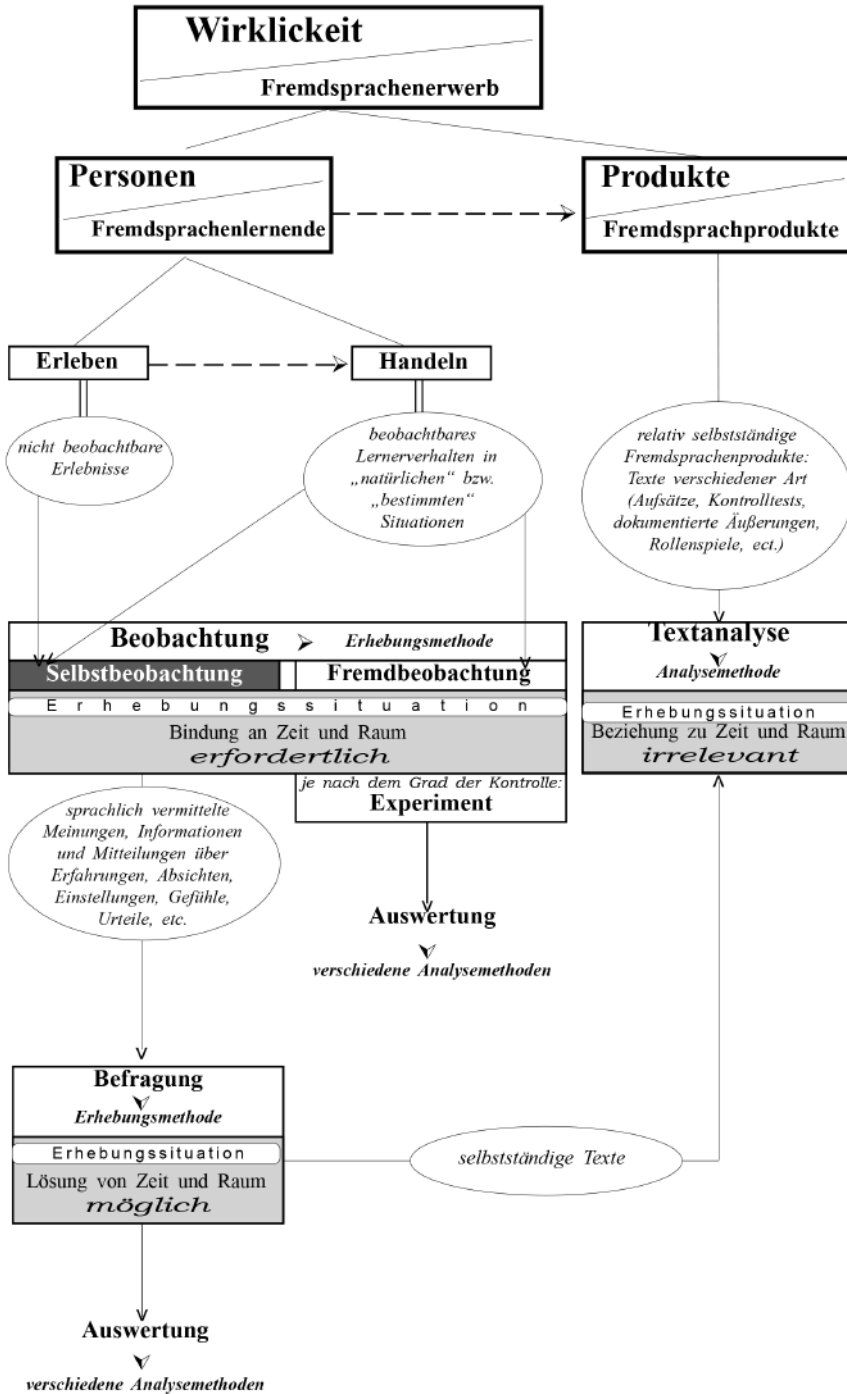 Wirklickeit
Fremdsprachenerwerb
Personen
Fremdsprachenlernende
Produkte
Fremdsprachprodukte
Erleben
Handeln
nicht beobachtbare
Erlebnisse
beobachtbares
Lernerverhalten in
„natürlichen“ bzw.
„bestimmten“
Situationen
relativ selbstständige
Fremdsprachenprodukte:
Texte verschiedener Art
(Aufsätze, Kontrolltests,
dokumentierte Äußerungen,
Rollenspiele, ect.)
Beobachtung
Erhebungsmethode
Selbstbeobachtung
Fremdbeobachtung
Erhebungssituation
Bindung an Zeit und Raum
erfordertlich
Textanalyse
Analysemethode
Erhebungssituation
Beziehung zu Zeit und Raum
irrelevant
je nach dem Grad der Kontrolle:
Experiment
sprachlich vermittelte
Meinungen, Informationen
und Mitteilungen über
Erfahrungen, Absichten,
Einstellungen, Gefühle,
Urteile, etc.
Auswertung
verschiedene Analysemethoden
Befragung
Erhebungsmethode
Erhebungssituation
Lösung von Zeit und Raum
möglich
selbstständige Texte
Auswertung
verschiedene Analysemethoden